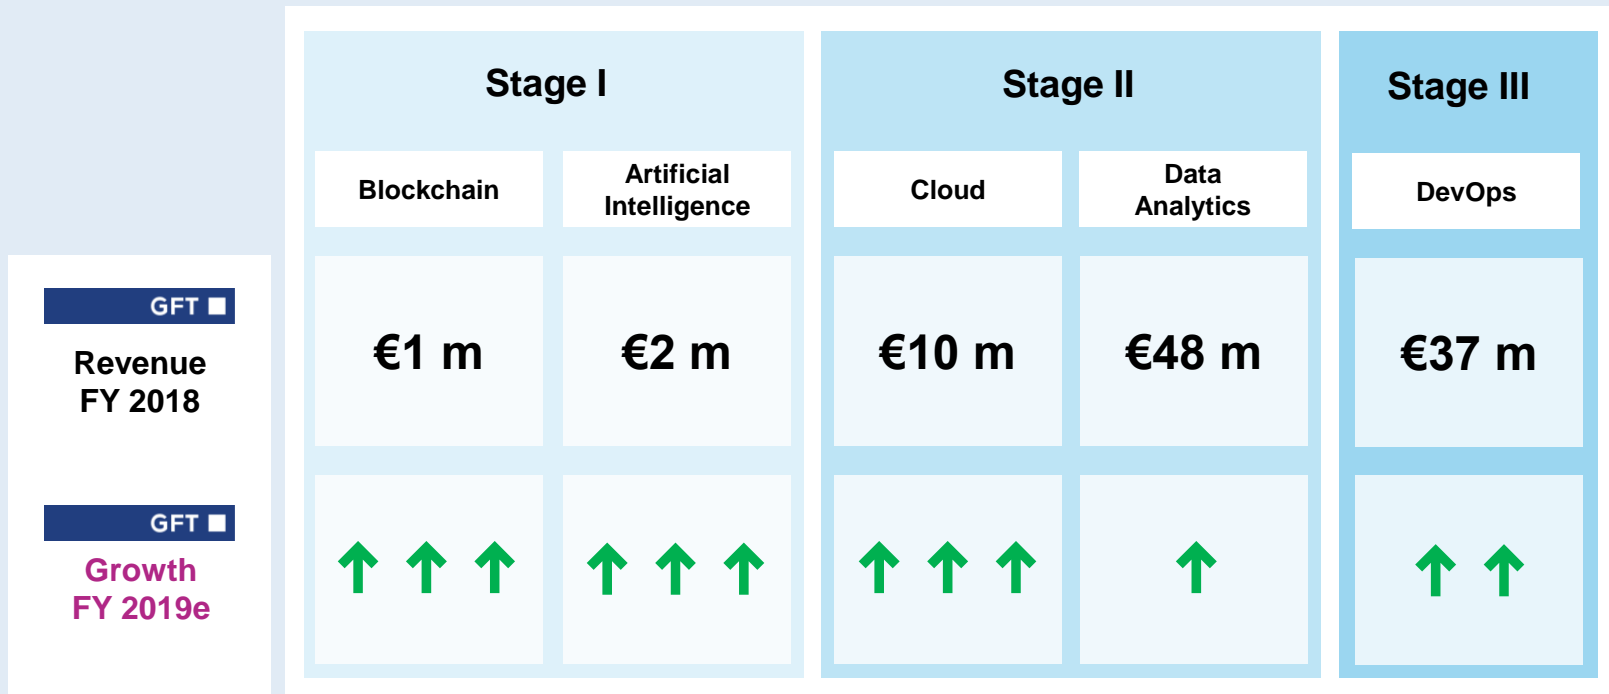 Stage I
Stage II
Stage III
Blockchain
Artificial
Intelligence
Cloud
Data
Analytics
DevOps
GFT
Revenue
FY 2018
€1 m
€2 m
€10 m
€48 m
€37 m
GFT
Growth
FY 2019e